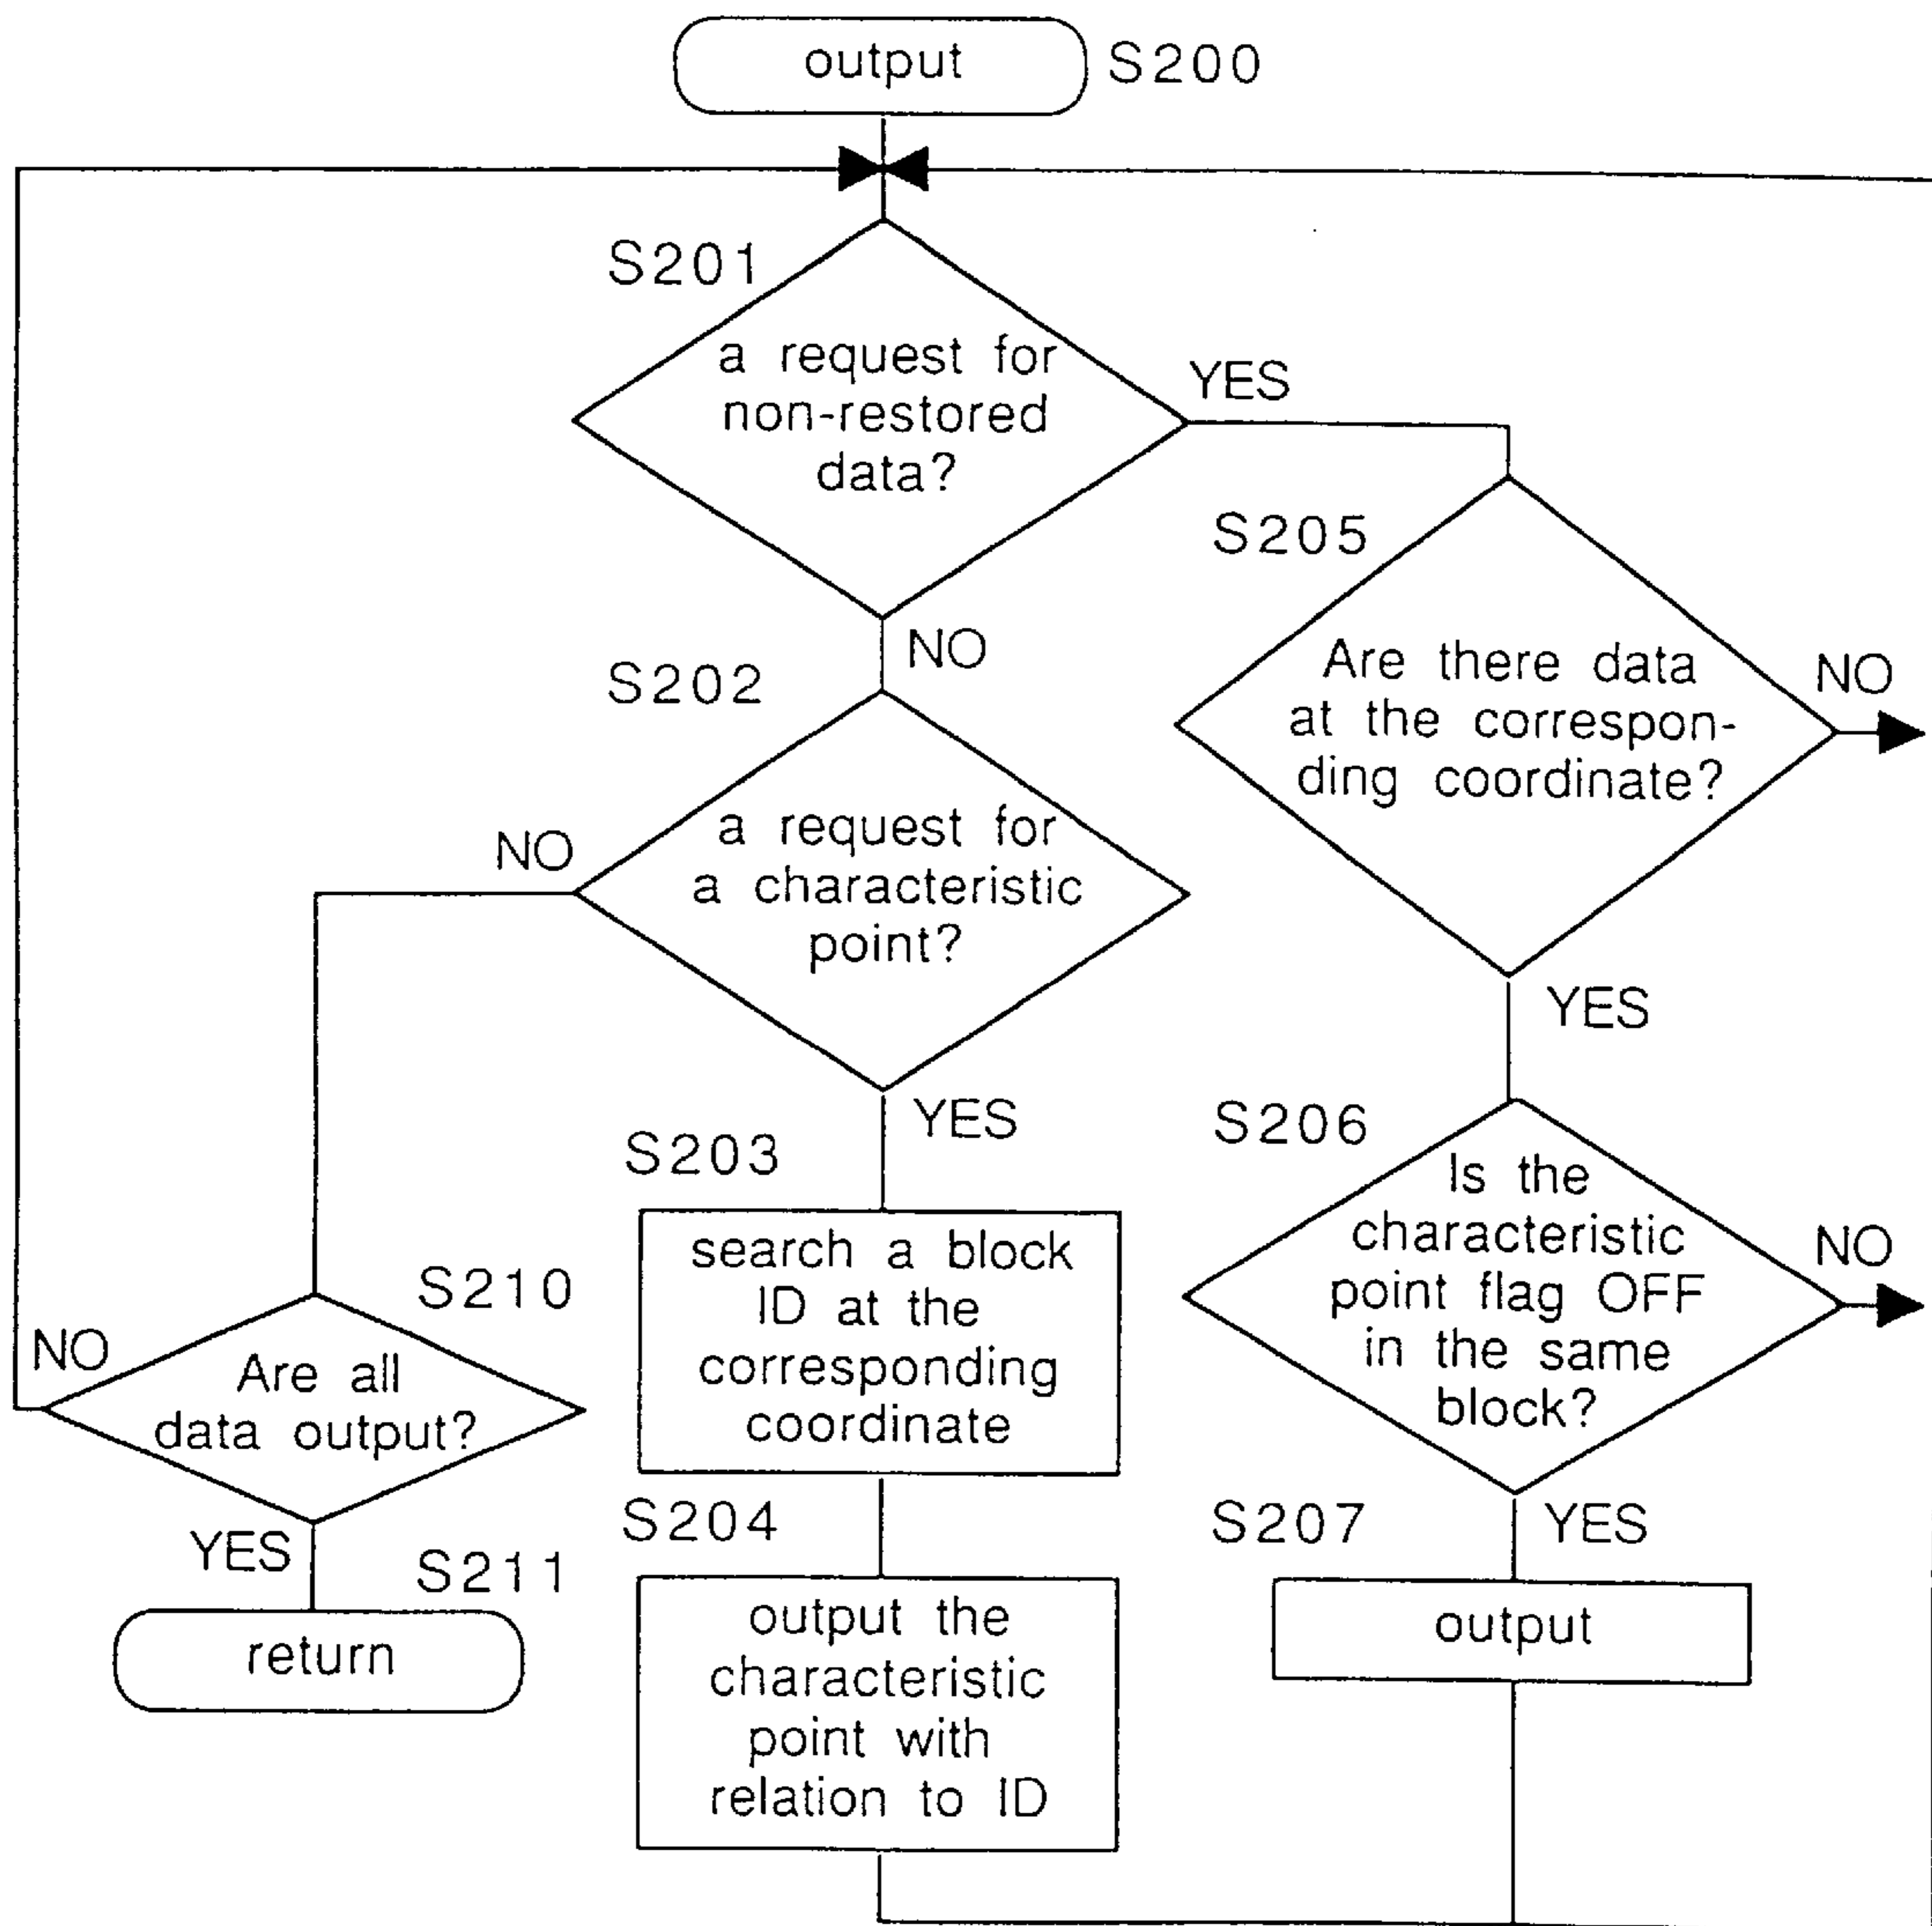 output
S200
S201
a request for
non-restored
data?
YES
NO
S205
Are there data
at the correspon-
ding coordinate?
NO
YES
S202
a request for
a characteristic
point?
NO
YES
S203
search a block
ID at the
corresponding
coordinate
S206
Is the
characteristic
point flag OFF
in the same
block?
NO
YES
S210
NO
Are all
data output?
YES
S211
return
S204
output the
characteristic
point with
relation to ID
S207
output